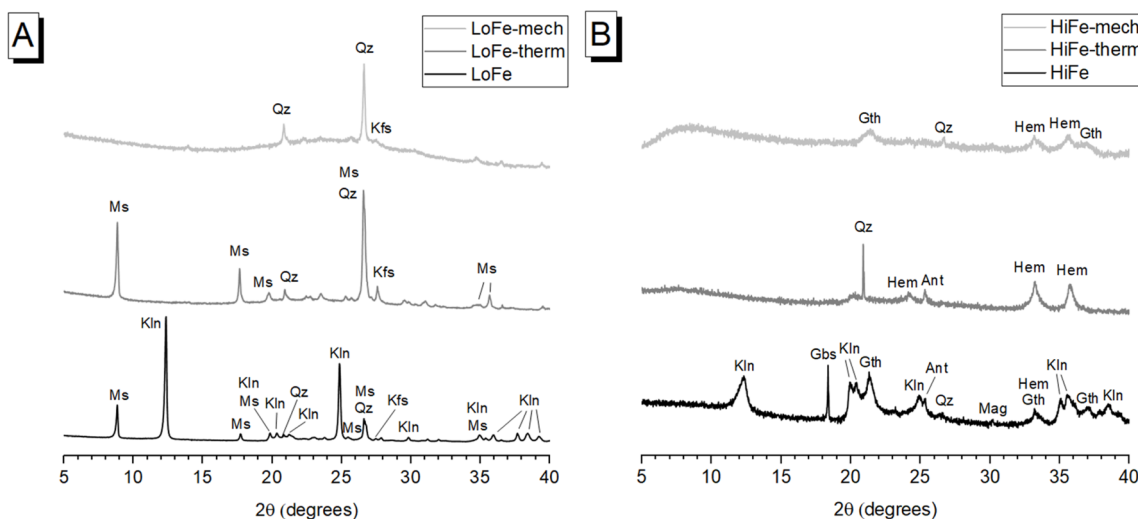 A
LoFe-mech
LoFe-therm
LoFe
Qz
Qz
Kfs
Ms
Qz
Ms
Ms
Ms
Qz
Kfs
Ms
Kln
Kln
Ms
Kln
Ms
Kln
Qz
Kln
Ms
Ms
Qz
Kfs
Kln
Kln
Ms
Kln
Ms
5 10 15 20 25 30 35 40
2θ (degrees)
B
HiFe-mech
HiFe-therm
HiFe
Gth
Qz
Hem
Hem
Gth
Qz
Hem
Ant
Hem
Hem
Kln
Gbs
Kln
Gth
Kln
Ant
Qz
Mag
Hem
Gth
Kln
Gth
Kln
5 10 15 20 25 30 35 40
2θ (degrees)